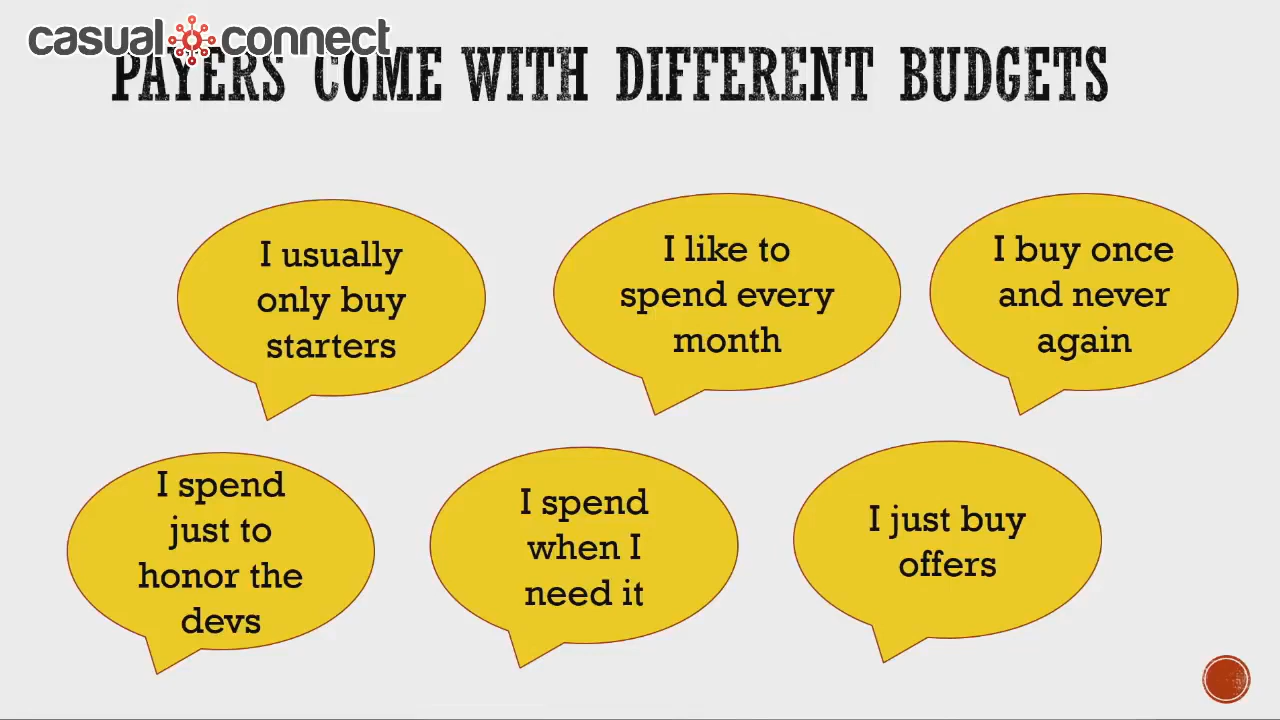 casual connect
PAYERS COME WITH DIFFERENT BUDGETS
I usually
only buy
starters
I like to
spend every
month
I buy once
and never
again
I spend
just to
honor the
devs
I spend
when I
need it
I just buy
offers